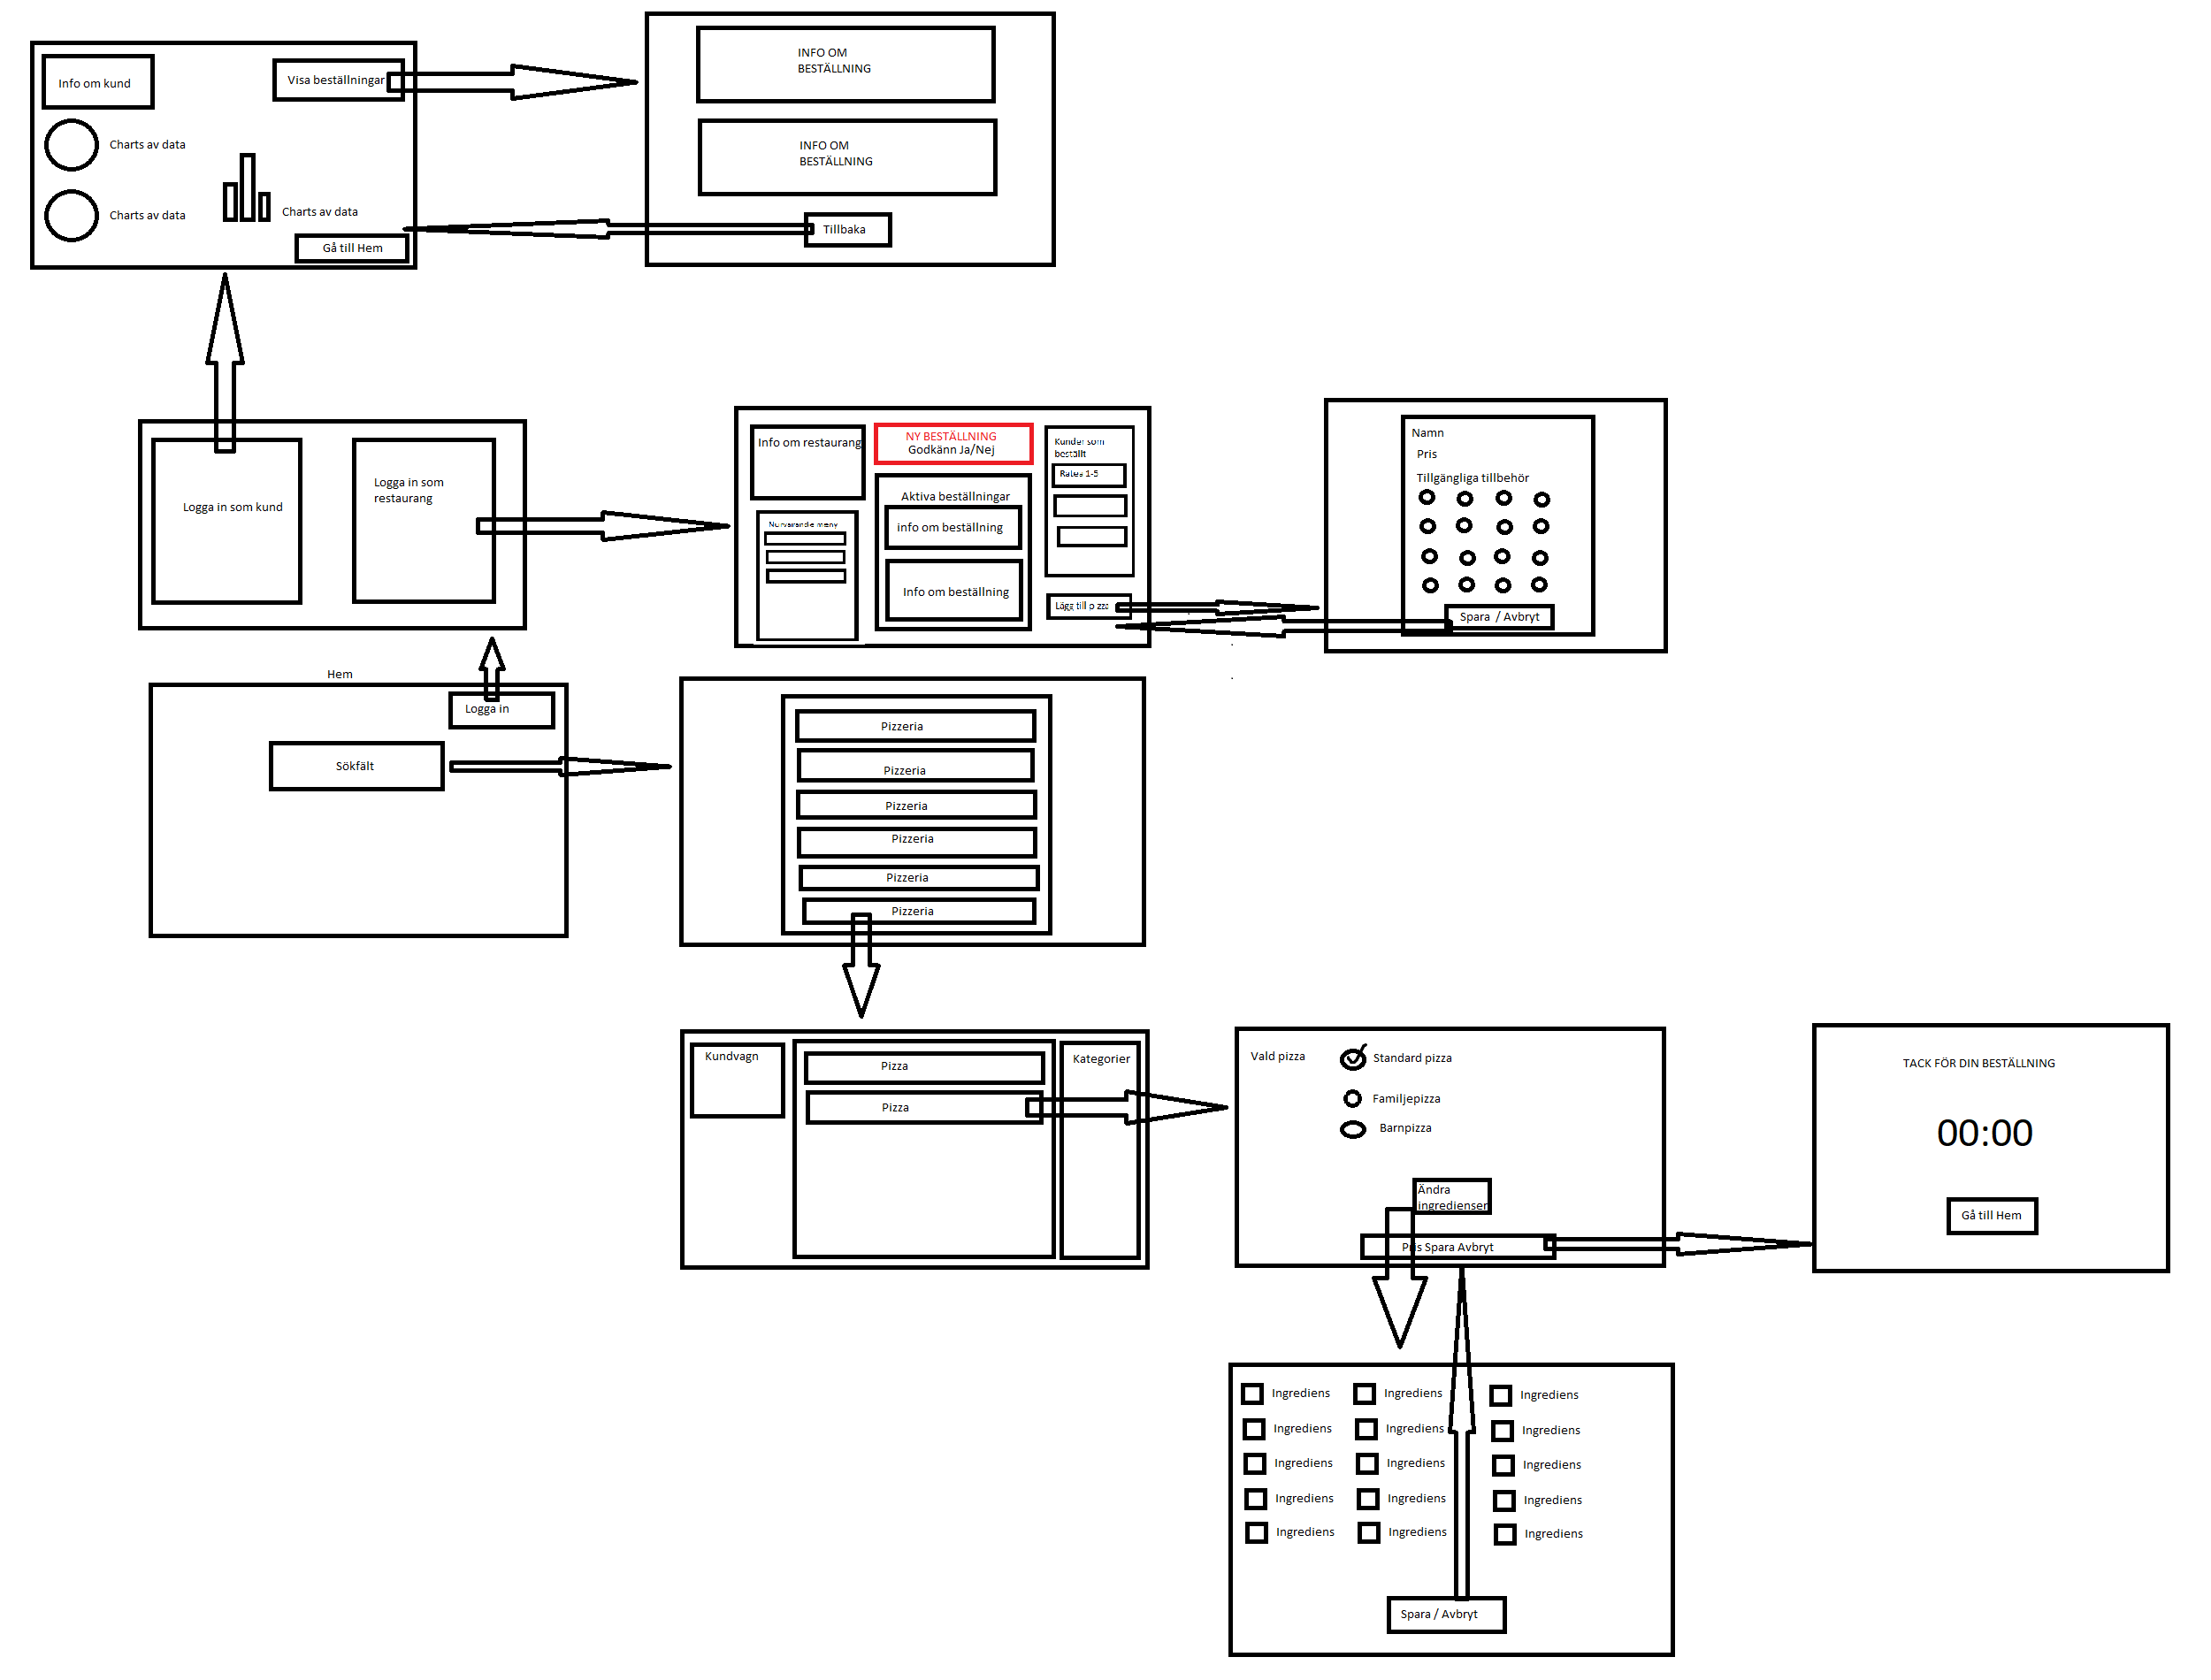 Info om kund
Visa beställningar
Charts av data
Charts av data
Charts av data
Gå till Hem
INFO OM
BESTÄLLNING
INFO OM
BESTÄLLNING
Tillbaka
Logga in som kund
Logga in som
restaurang
Info om restaurang
NY BESTÄLLNING
Godkänn Ja/Nej
Kunder som
beställt
Rates 1-5
Nuvarande meny
Aktiva beställningar
info om beställning
Info om beställning
Lägg till pizza
Namn
Pris
Tillgängliga tillbehör
Spara / Avbryt
Hem
Logga in
Sökfält
Pizzeria
Pizzeria
Pizzeria
Pizzeria
Pizzeria
Pizzeria
Kundvagn
Pizza
Pizza
Kategorier
Vald pizza
Standard pizza
Familjepizza
Barnpizza
Ändra
ingredienser
Pris Spara Avbryt
TACK FÖR DIN BESTÄLLNING
00:00
Gå till Hem
Ingrediens Ingrediens Ingrediens
Ingrediens Ingrediens Ingrediens
Ingrediens Ingrediens Ingrediens
Ingrediens Ingrediens Ingrediens
Ingrediens Ingrediens Ingrediens
Spara / Avbryt